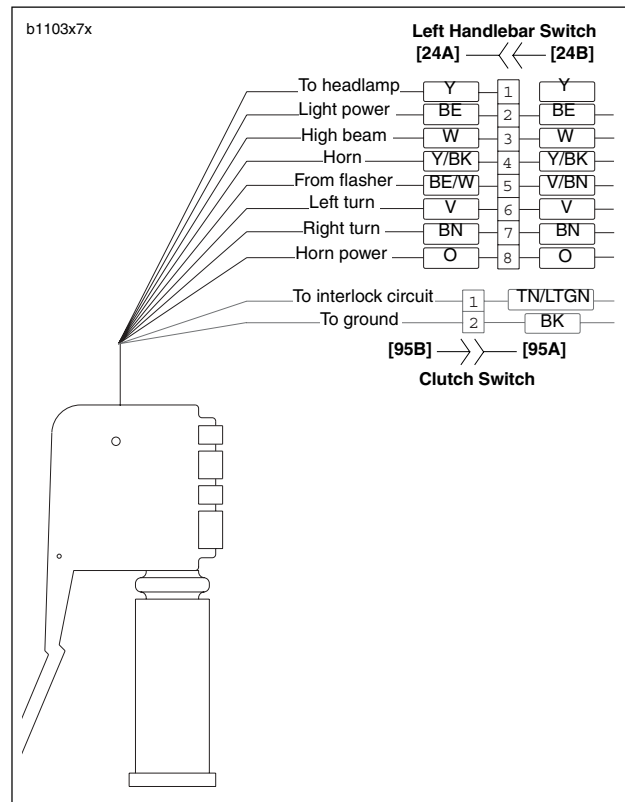 b1103x7x
Left Handlebar Switch
[24A] [24B]
To headlamp Y 1 Y
Light power BE 2 BE
High beam W 3 W
Horn Y/BK 4 Y/BK
From flasher BE/W 5 V/BN
Left turn V 6 V
Right turn BN 7 BN
Horn power O 8 O
To interlock circuit 1 TN/LTGN
To ground 2 BK
[95B] [95A]
Clutch Switch